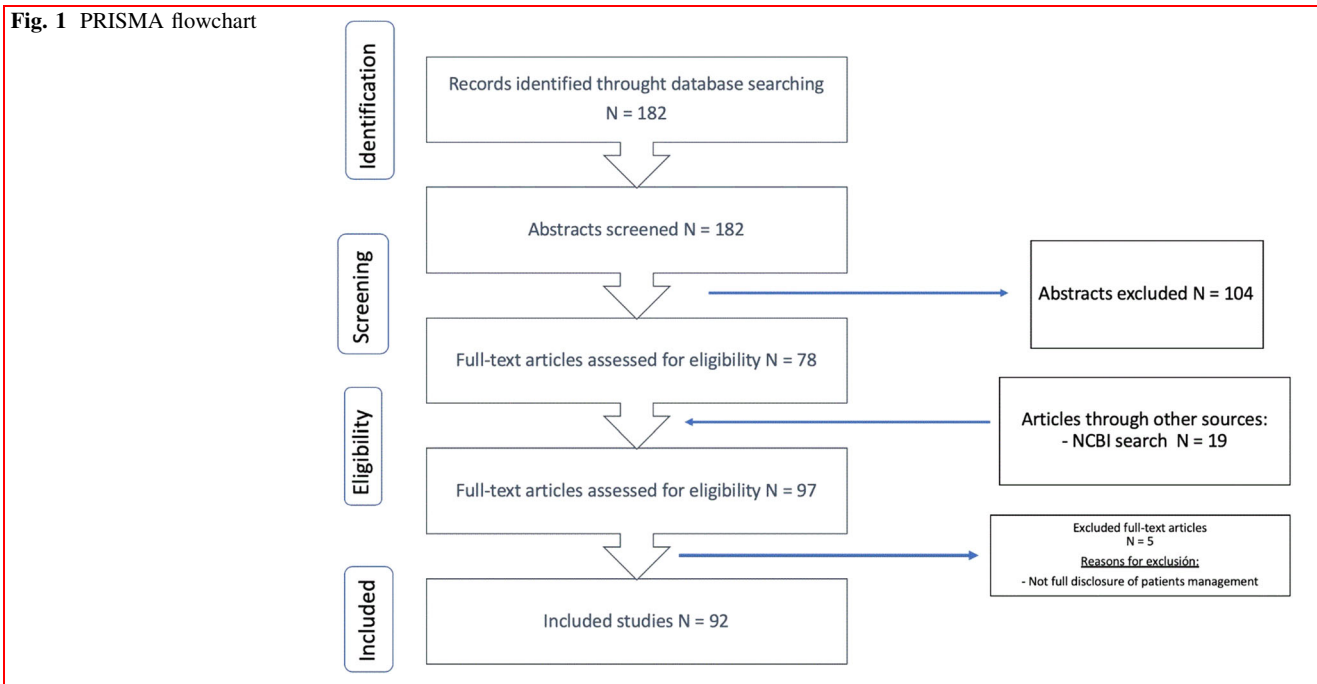 Fig. 1 PRISMA flowchart
Identification
Records identified throught database searching
N = 182
Abstracts screened N = 182
Screening
Abstracts excluded N = 104
Full-text articles assessed for eligibility N = 78
Eligibility
Articles through other sources:
- NCBI search N = 19
Full-text articles assessed for eligibility N = 97
Excluded full-text articles
N = 5
Reasons for exclusión:
- Not full disclosure of patients management
Included
Included studies N = 92